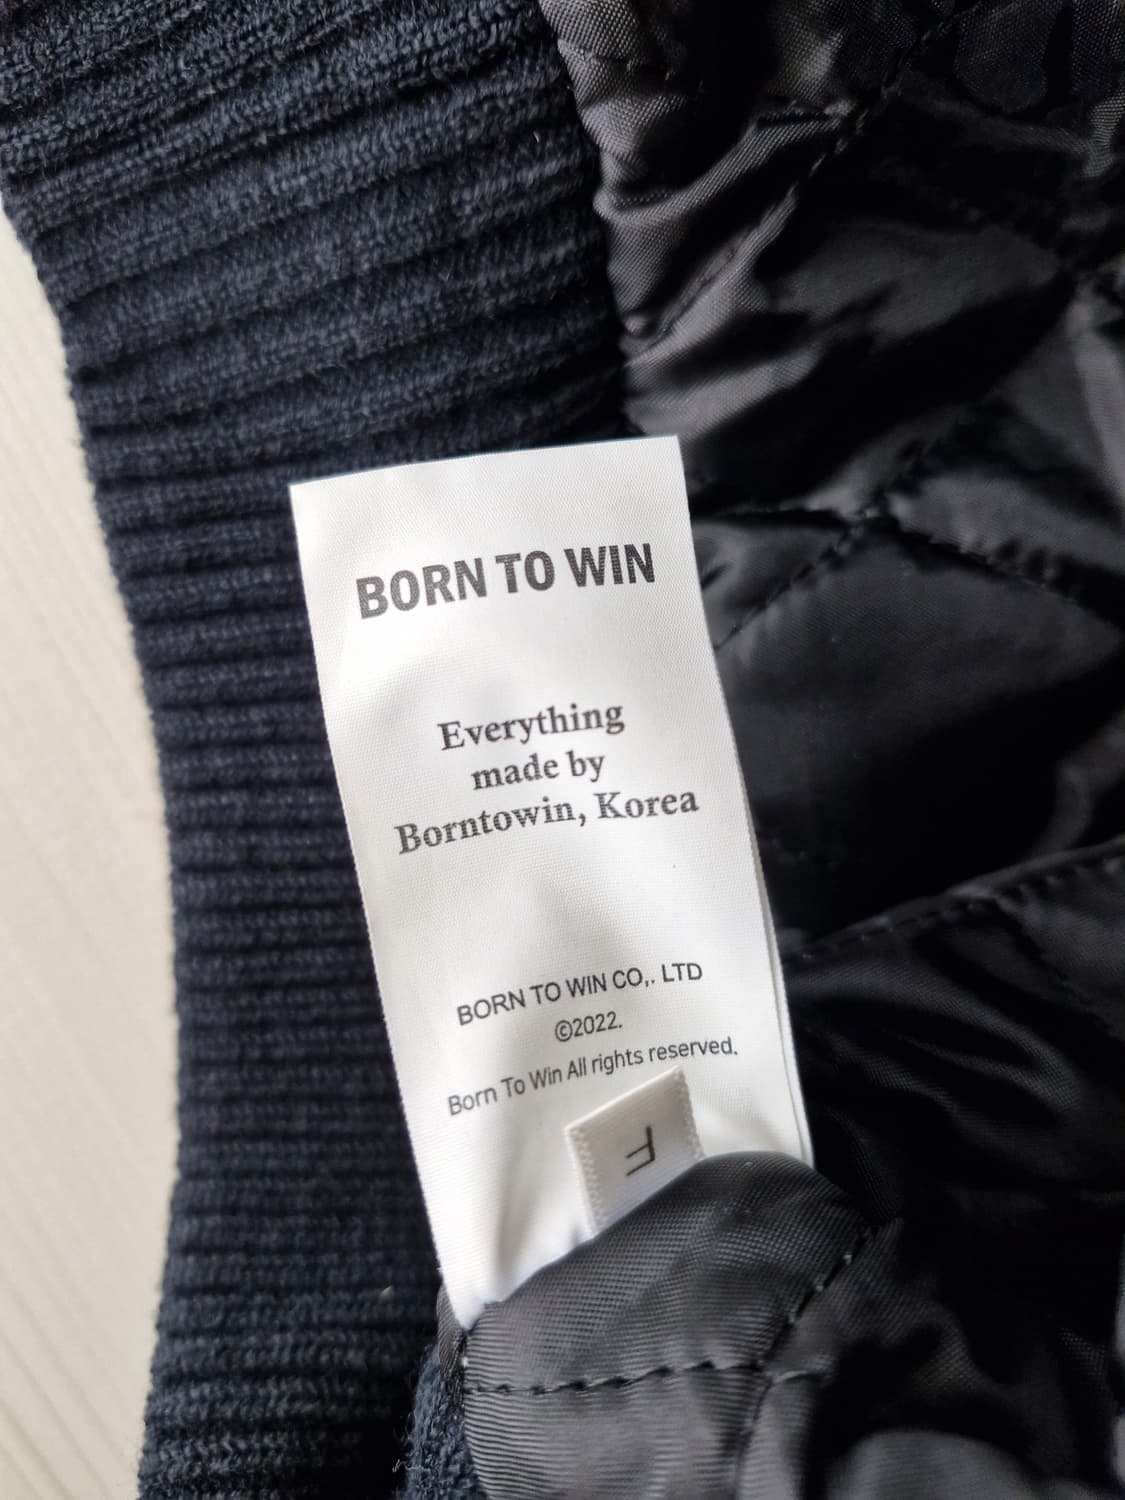 BORN TO WIN
Everything
made by
Borntowin, Korea
BORN TO WIN CO,. LTD
©2022.
Born To Win All rights reserved.
F